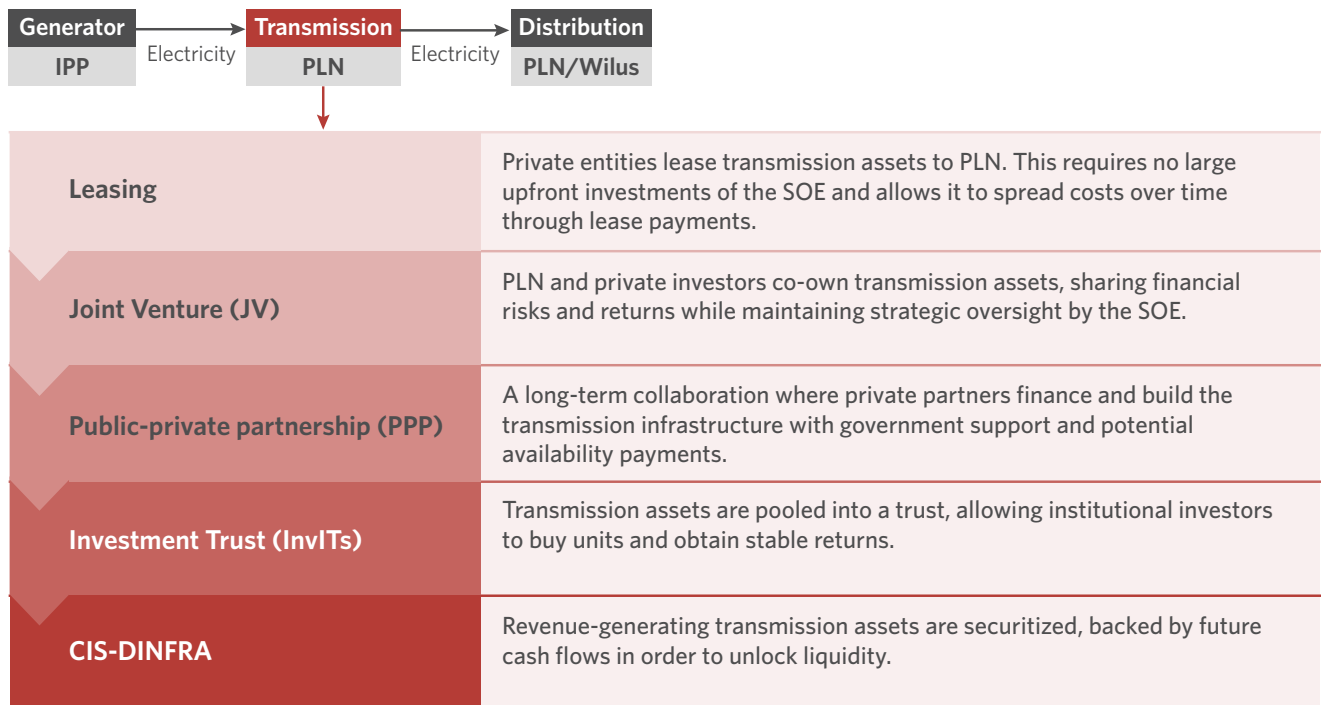 Generator
Transmission
Distribution
Electricity
Electricity
IPP
PLN
PLN/Wilus
Leasing
Private entities lease transmission assets to PLN. This requires no large
upfront investments of the SOE and allows it to spread costs over time
through lease payments.
Joint Venture (JV)
PLN and private investors co-own transmission assets, sharing financial
risks and returns while maintaining strategic oversight by the SOE.
Public-private partnership (PPP)
A long-term collaboration where private partners finance and build the
transmission infrastructure with government support and potential
availability payments.
Investment Trust (InvITs)
Transmission assets are pooled into a trust, allowing institutional investors
to buy units and obtain stable returns.
CIS-DINFRA
Revenue-generating transmission assets are securitized, backed by future
cash flows in order to unlock liquidity.